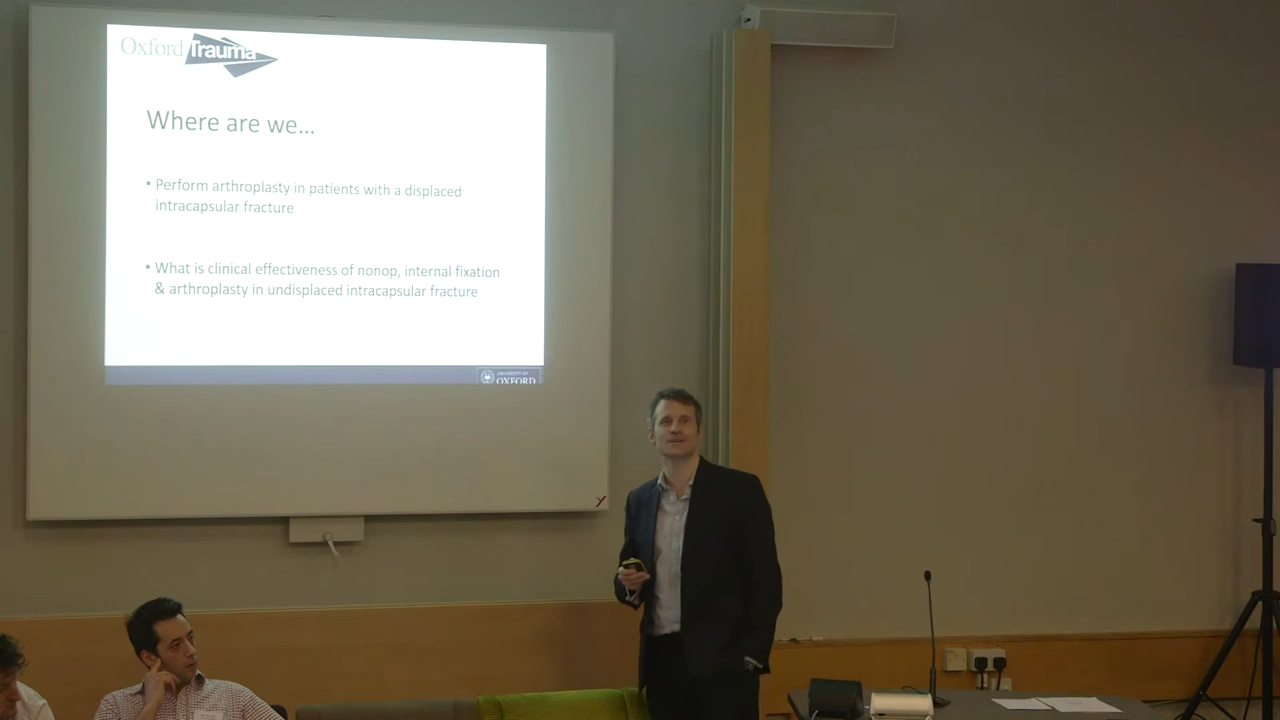 Oxford Trauma
Where are we...
• Perform arthroplasty in patients with a displaced
intracapsular fracture
• What is clinical effectiveness of nonop, internal fixation
& arthroplasty in undisplaced intracapsular fracture
UNIVERSITY OF
OXFORD